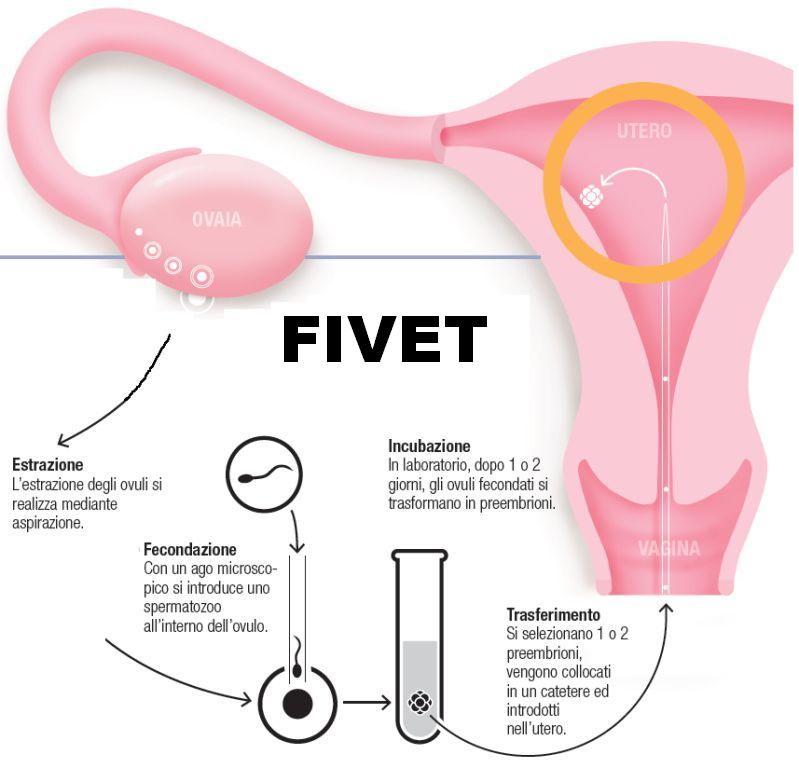 UTERO
OVAIA
FIVET
Estrazione
L'estrazione degli ovuli si
realizza mediante
aspirazione.
Fecondazione
Con un ago microsco-
pico si introduce uno
spermatozoo
all'interno dell'ovulo.
Incubazione
In laboratorio, dopo 1 o 2
giorni, gli ovuli fecondati si
trasformano in preembrioni.
VAGINA
Trasferimento
Si selezionano 1 o 2
preembrioni,
vengono collocati
in un catetere ed
introdotti
nell'utero.